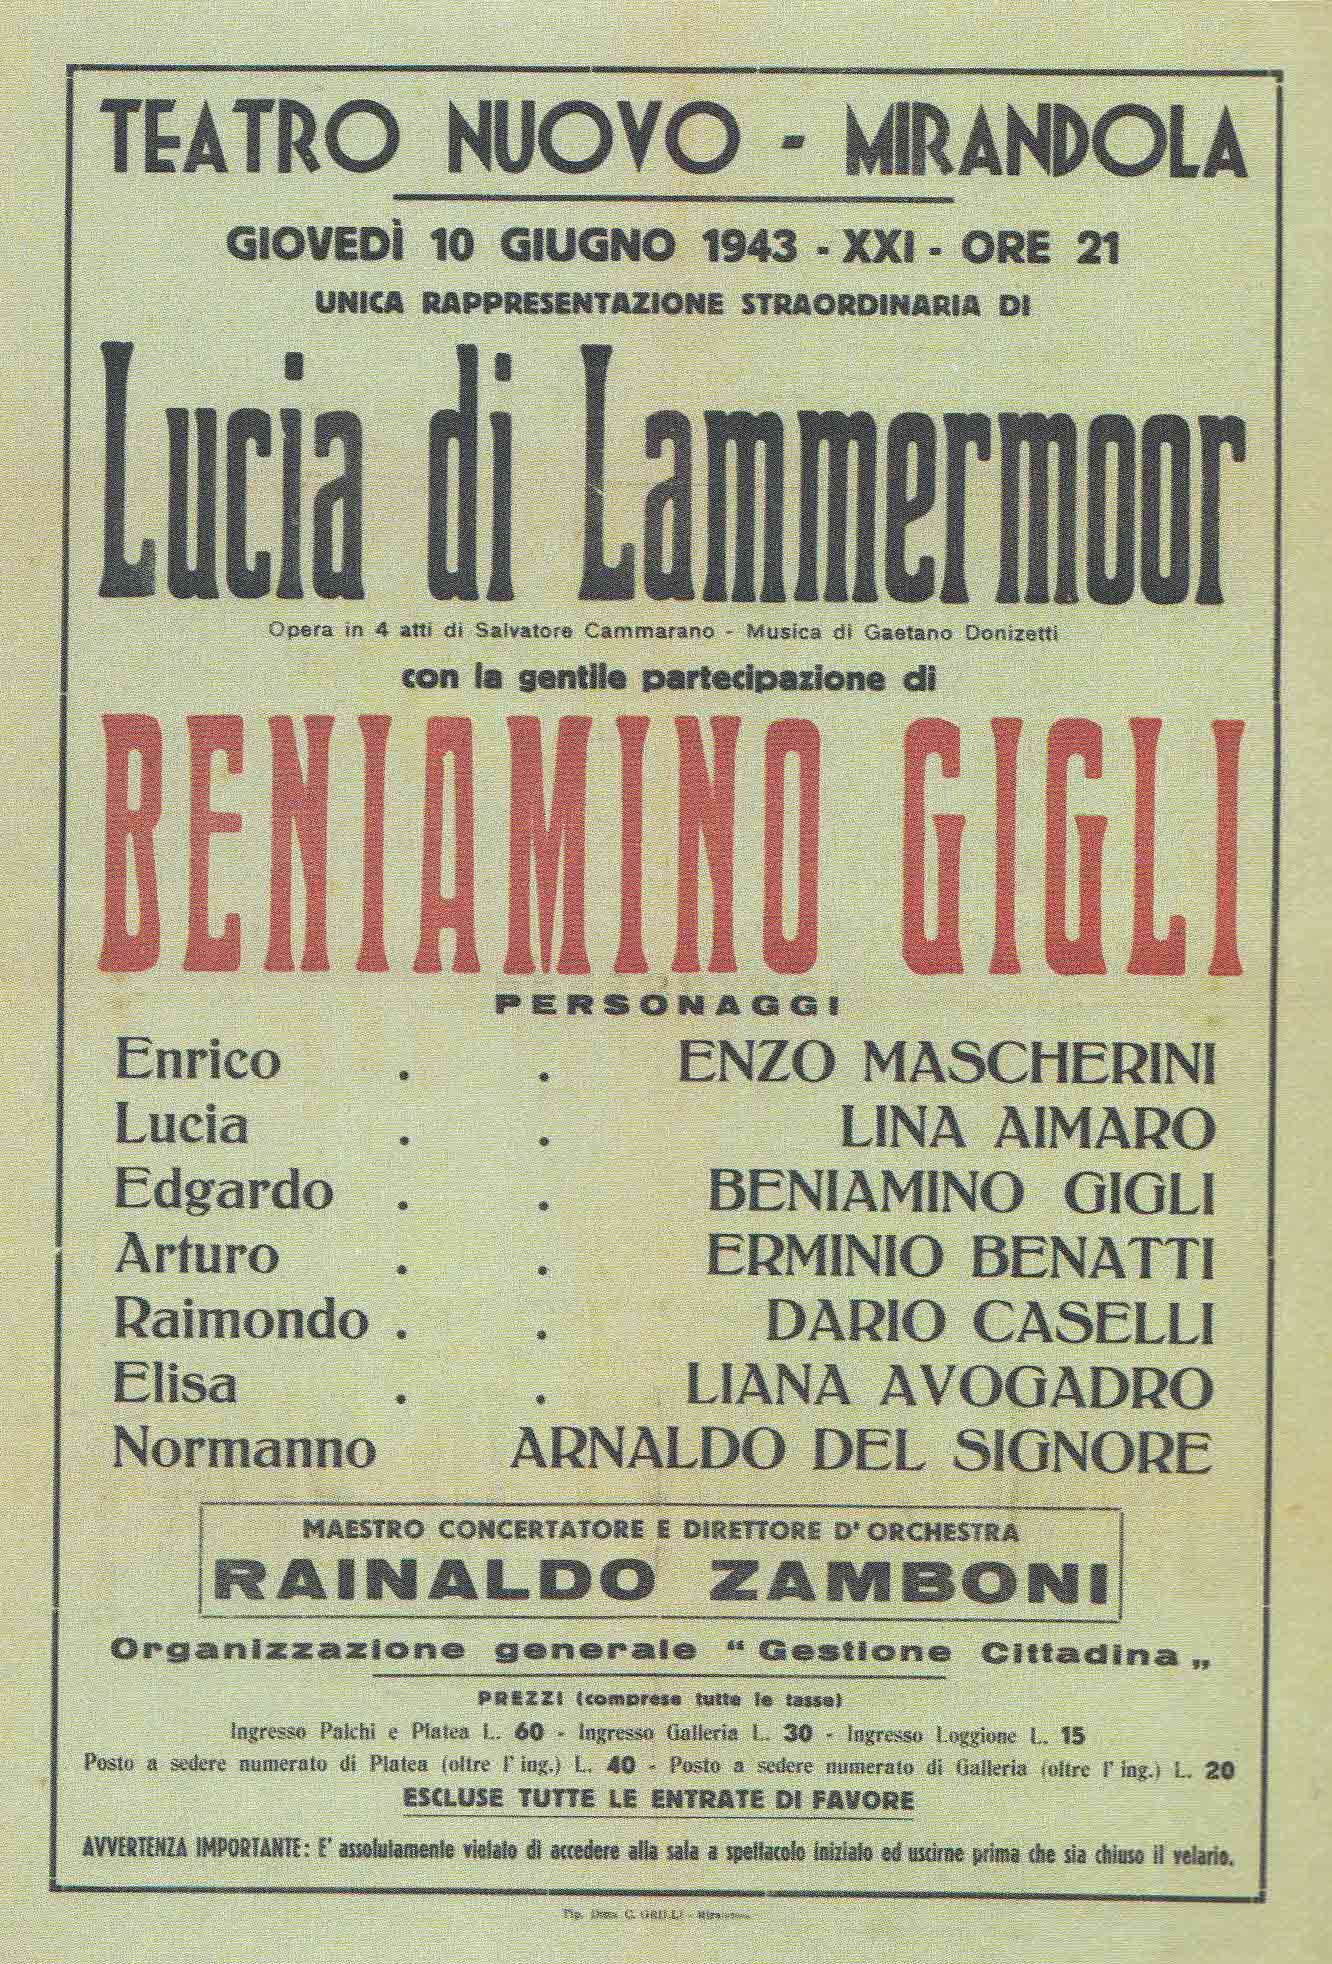 TEATRO NUOVO - MIRANDOLA
GIOVEDÌ 10 GIUGNO 1943 - XXI - ORE 21
UNICA RAPPRESENTAZIONE STRAORDINARIA DI
Lucia di Lammermoor
Opera in 4 atti di Salvatore Cammarano - Musica di Gaetano Donizetti
con la gentile partecipazione di
BENIAMINO GIGLI
PERSONAGGI
Enrico . . ENZO MASCHERINI
Lucia . . LINA AIMARO
Edgardo . . BENIAMINO GIGLI
Arturo . . ERMINIO BENATTI
Raimondo . . DARIO CASELLI
Elisa . . LIANA AVOGADRO
Normanno ARNALDO DEL SIGNORE
MAESTRO CONCERTATORE E DIRETTORE D'ORCHESTRA
RAINALDO ZAMBONI
Organizzazione generale “ Gestione Cittadina „
PREZZI (comprese tutte le tasse)
Ingresso Palchi e Platea L. 60 - Ingresso Galleria L. 30 - Ingresso Loggione L. 15
Posto a sedere numerato di Platea (oltre l'ing.) L. 40 - Posto a sedere numerato di Galleria (oltre l'ing.) L. 20
ESCLUSE TUTTE LE ENTRATE DI FAVORE
AVVERTENZA IMPORTANTE: E' assolutamente vietato di accedere alla sala a spettacolo iniziato ed uscirne prima che sia chiuso il velario.
Tip. Ditta C. GRILLI -